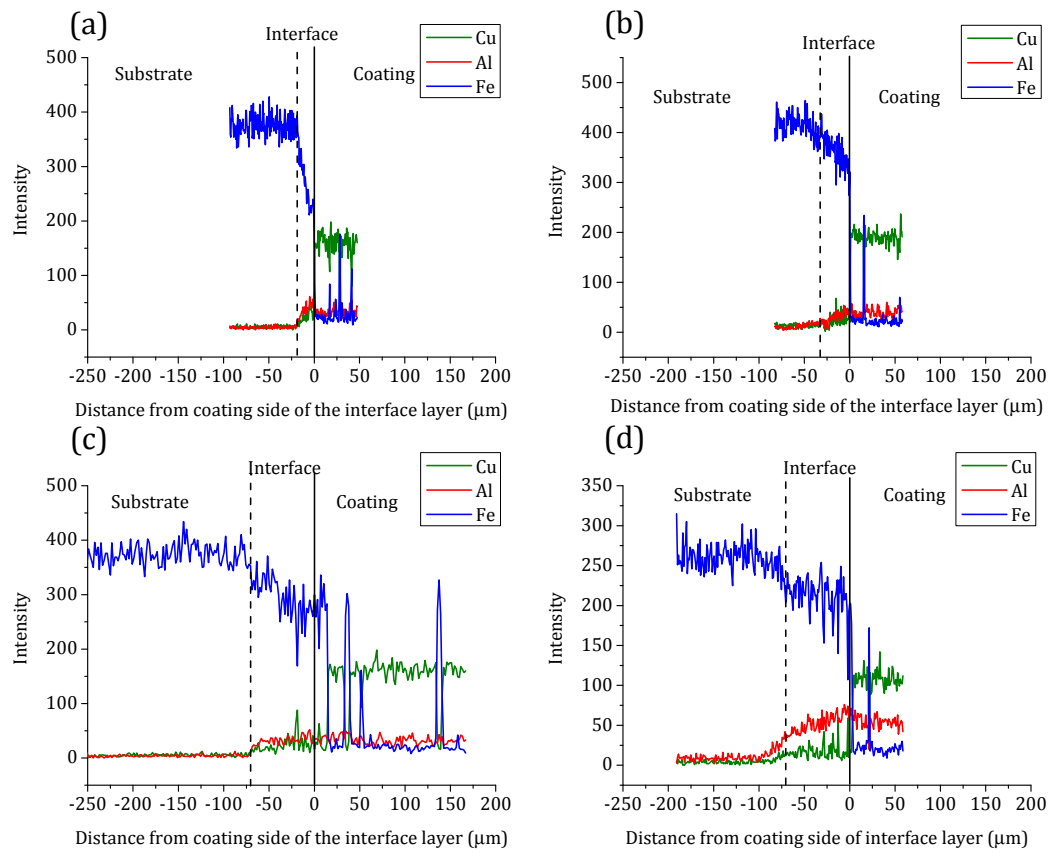 (a)
Interface
Substrate
Coating
Cu
Al
Fe
500
400
300
200
100
0
Intensity
-250 -200 -150 -100 -50 0 50 100 150 200
Distance from coating side of the interface layer (µm)
(b)
Interface
Substrate
Coating
Cu
Al
Fe
500
400
300
200
100
0
Intensity
-250 -200 -150 -100 -50 0 50 100 150 200
Distance from coating side of the interface layer (µm)
(c)
Interface
Substrate
Coating
Cu
Al
Fe
500
400
300
200
100
0
Intensity
-250 -200 -150 -100 -50 0 50 100 150 200
Distance from coating side of the interface layer (µm)
(d)
Interface
Substrate
Coating
Cu
Al
Fe
350
300
250
200
150
100
50
0
Intensity
-250 -200 -150 -100 -50 0 50 100 150 200
Distance from coating side of interface layer (µm)